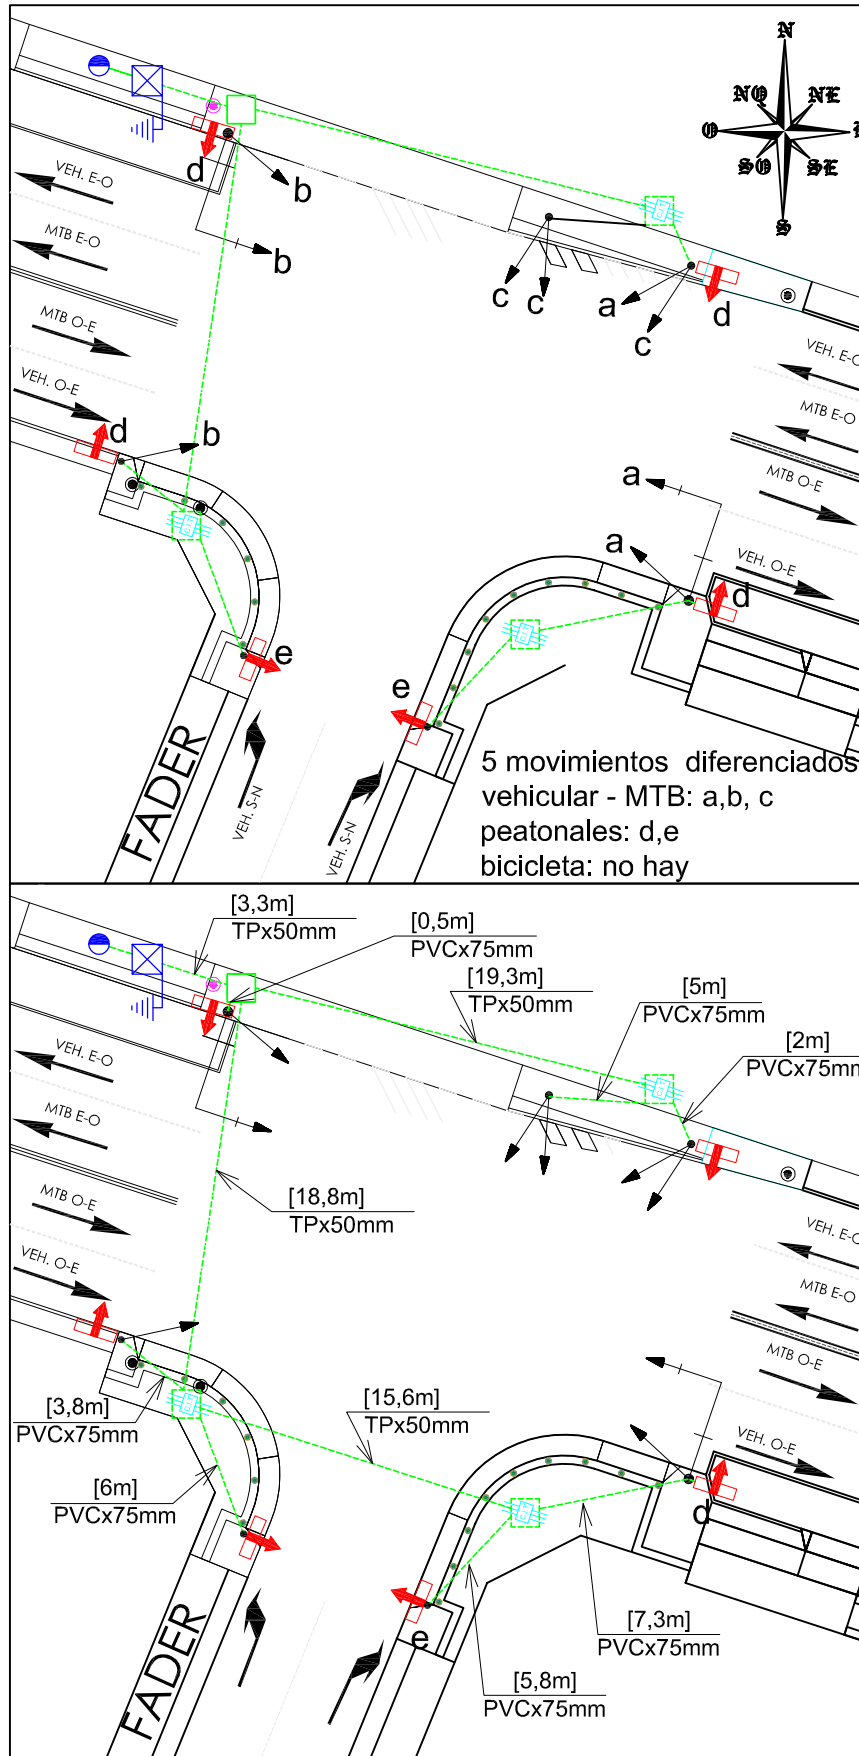 N
NO
NE
O
SO
SE
S
d
b
VEH. E-O
b
MTB E-O
c
c
a
d
c
MTB O-E
VEH. E-O
VEH. O-E
MTB E-O
d
b
a
MTB O-E
a
VEH. O-E
d
e
e
FADER
VEH. S-N
VEH. S-N
5 movimientos diferenciados
vehicular - MTB: a,b, c
peatonales: d,e
bicicleta: no hay
[3,3m]
TPx50mm
[0,5m]
PVCx75mm
[19,3m]
TPx50mm
[5m]
PVCx75mm
[2m]
PVCx75mm
VEH. E-O
MTB E-O
[18,8m]
TPx50mm
MTB O-E
VEH. E-O
VEH. O-E
MTB E-O
MTB O-E
[3,8m]
PVCx75mm
[15,6m]
TPx50mm
VEH. O-E
[6m]
PVCx75mm
d
FADER
e
[7,3m]
PVCx75mm
[5,8m]
PVCx75mm